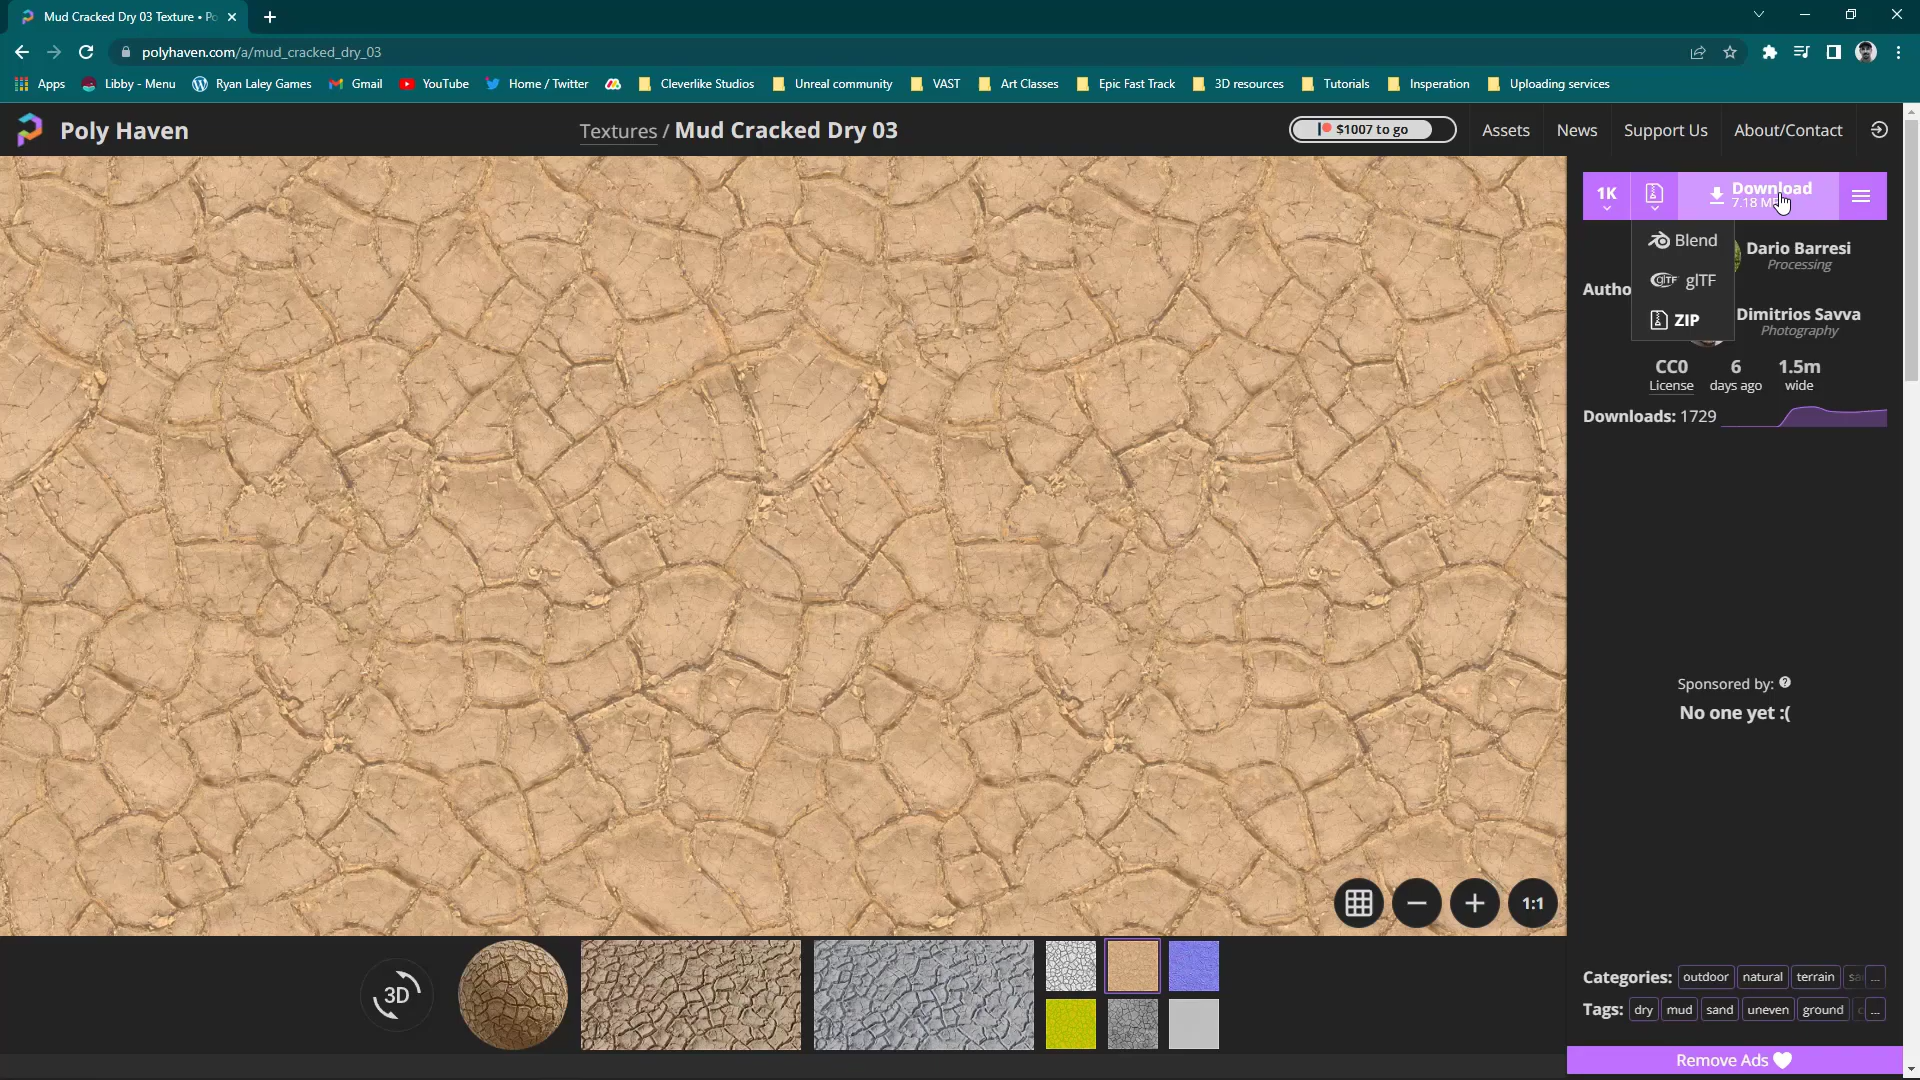 Mud Cracked Dry 03 Texture • Po
polyhaven.com/a/mud_cracked_dry_03
Apps
Libby - Menu
Ryan Laley Games
Gmail
YouTube
Home / Twitter
Cleverlike Studios
Unreal community
VAST
Art Classes
Epic Fast Track
3D resources
Tutorials
Insperation
Uploading services
Poly Haven
Textures / Mud Cracked Dry 03
$1007 to go
Assets
News
Support Us
About/Contact
1K
Download
7.18 M
Blend
glTF glTF
ZIP
Autho
Dario Barresi
Processing
Dimitrios Savva
Photography
CC0
License
6
days ago
1.5m
wide
Downloads: 1729
Sponsored by: ?
No one yet :(
1:1
3D
Categories: outdoor natural terrain sa ...
Tags: dry mud sand uneven ground c ...
Remove Ads